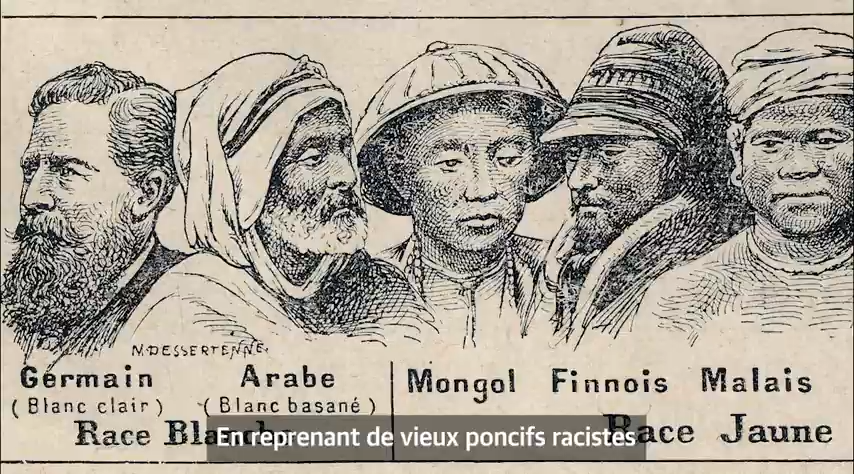 N.DESSERTENNE.
Germain Arabe Mongol Finnois Malais
(Blanc clair) (Blanc basané)
Race Race Jaune
En reprenant de vieux poncifs racistes